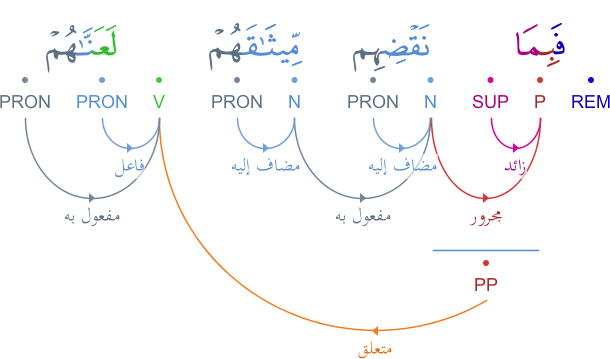 فَبِمَا نَقْضِهِم مِّيثَـٰقَهُمْ لَعَنَّـٰهُمْ
REM P SUP N PRON N PRON V PRON PRON
زائد مضاف إليه مضاف إليه فاعل
مجرور مفعول به مفعول به
PP
متعلق